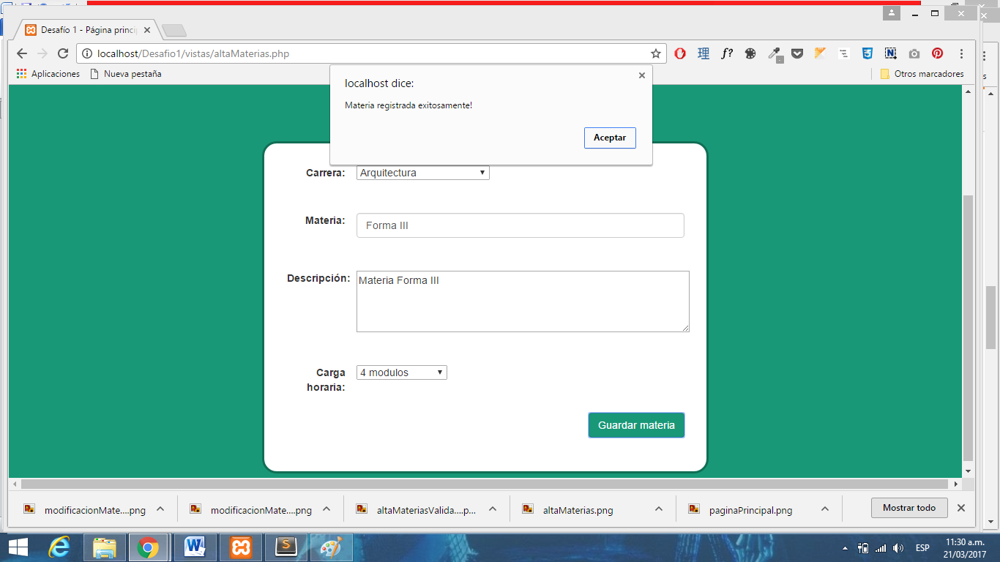 Desafío 1 - Página princi
localhost/Desafio1/vistas/altaMaterias.php
Aplicaciones
Nueva pestaña
Otros marcadores
localhost dice:
Materia registrada exitosamente!
Aceptar
Carrera:
Arquitectura
Materia:
Forma III
Descripción:
Materia Forma III
Carga
horaria:
4 modulos
Guardar materia
modificacionMate....png
modificacionMate....png
altaMateriasValida....p...
altaMaterias.png
paginaPrincipal.png
Mostrar todo
ESP
11:30 a.m.
21/03/2017